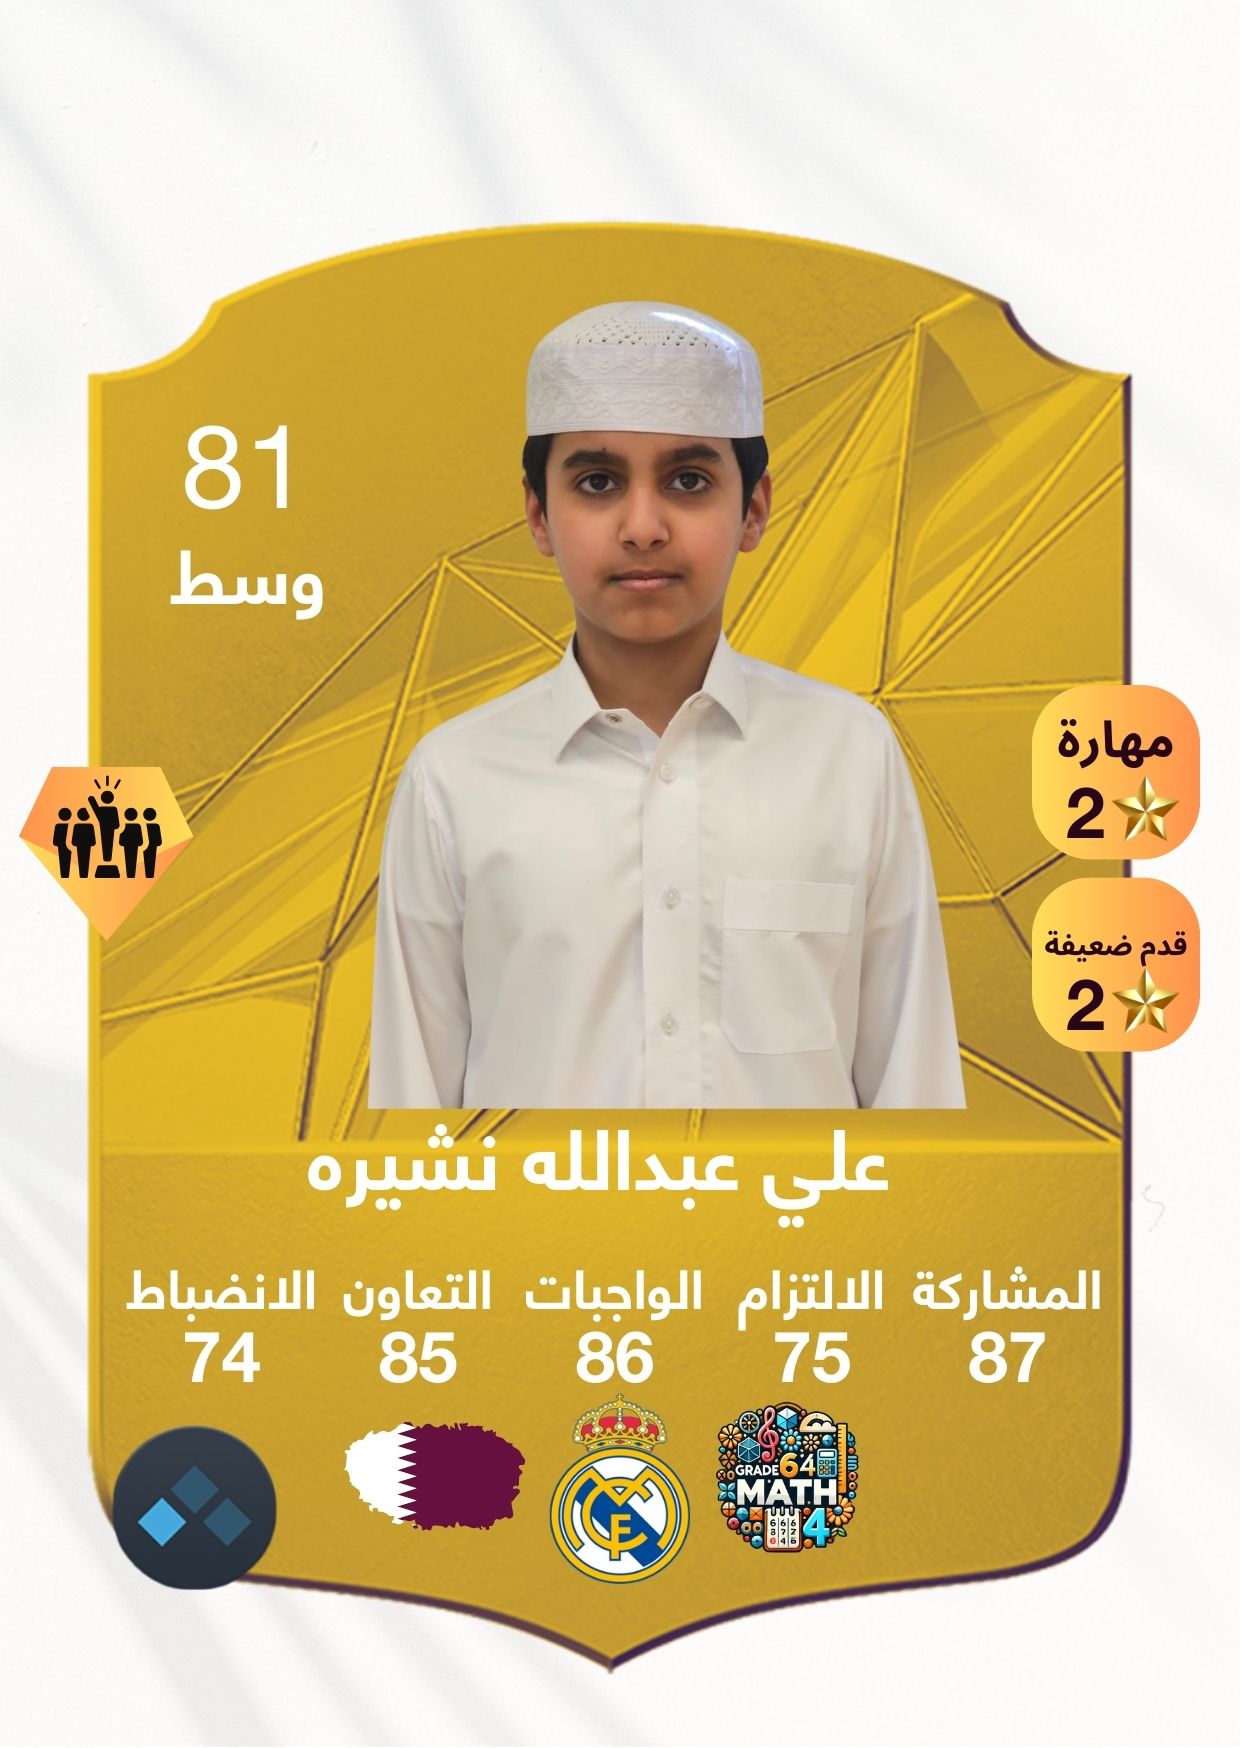 81
وسط
مهارة
2
قدم ضعيفة
2
علي عبدالله نشيره
المشاركة الالتزام الواجبات التعاون الانضباط
87 75 86 85 74
GRADE 64
MATH
4